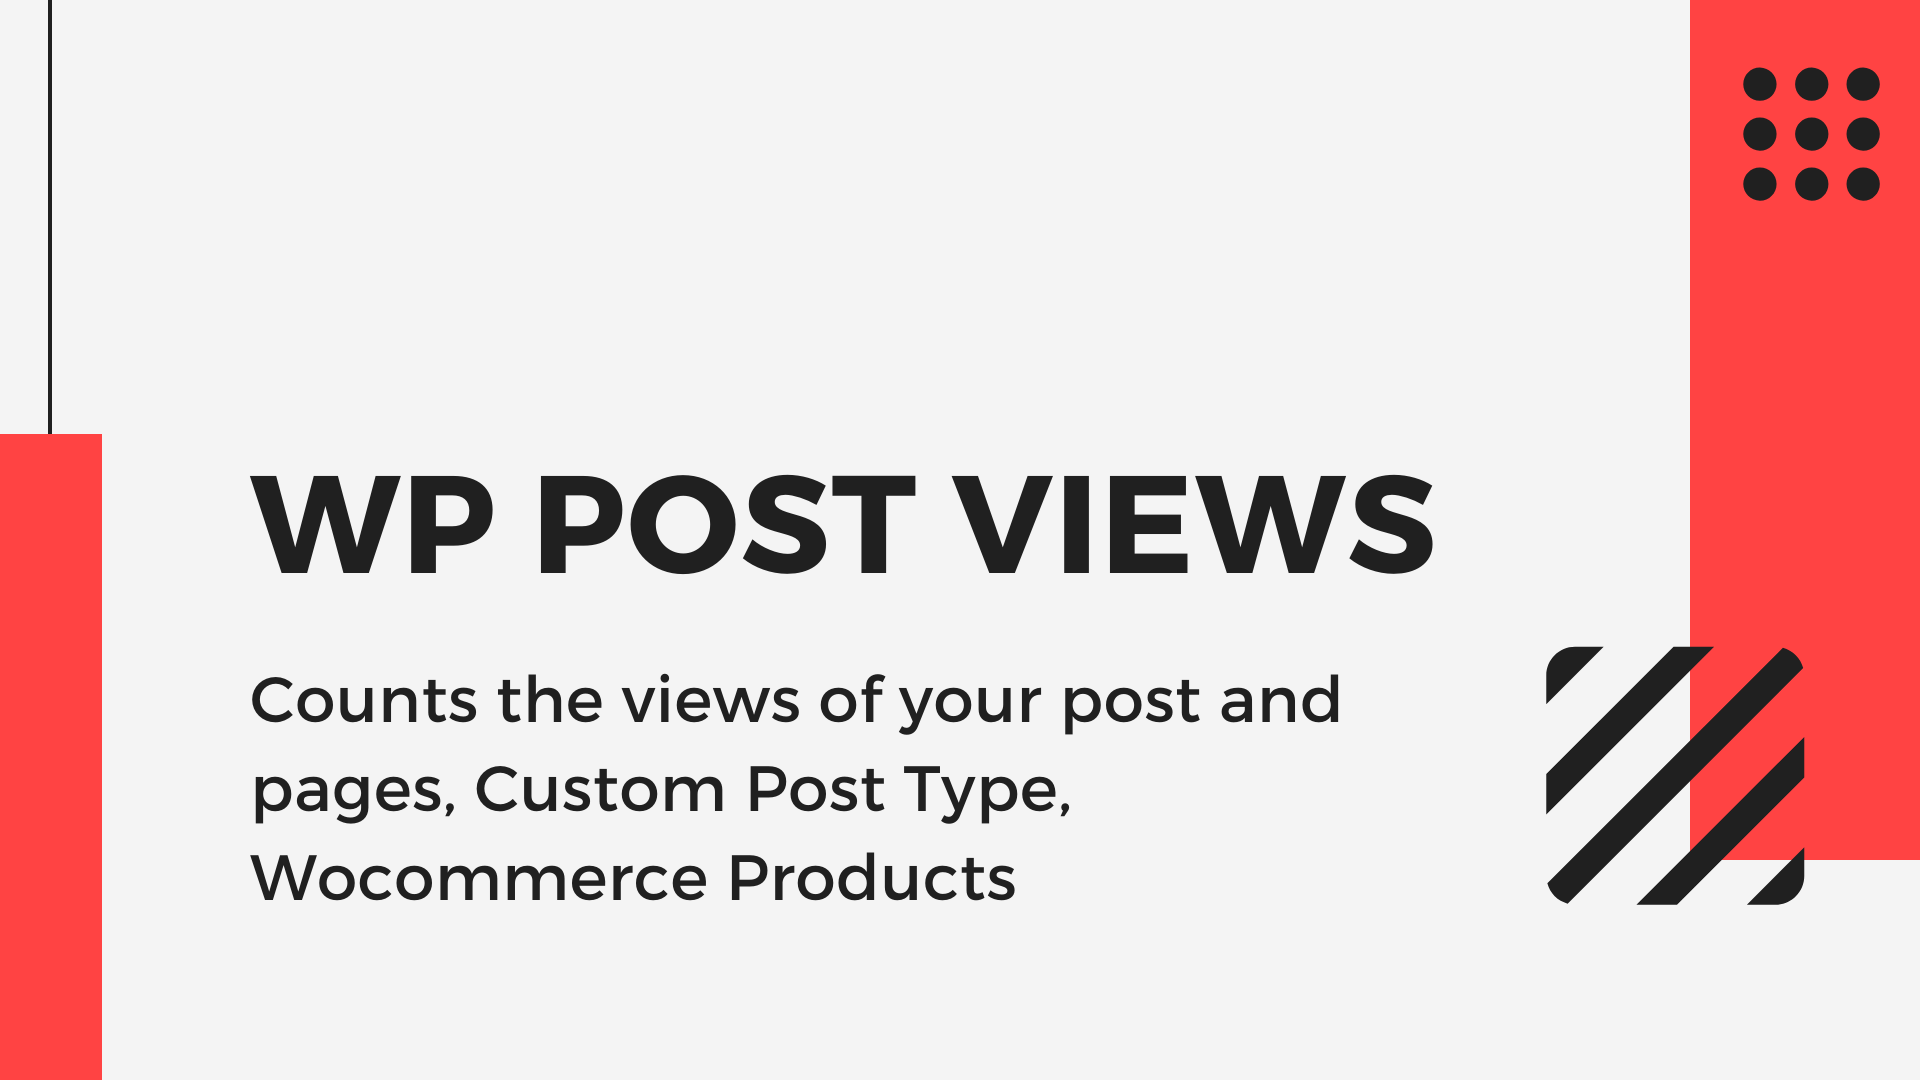 WP POST VIEWS
Counts the views of your post and
pages, Custom Post Type,
Wocommerce Products